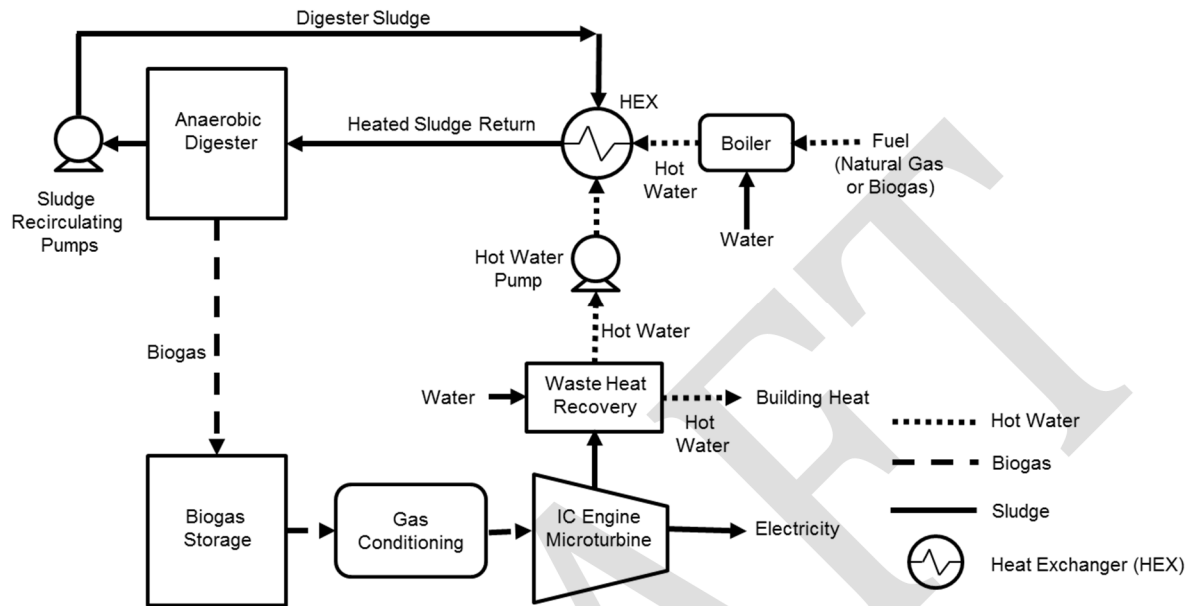 Digester Sludge
HEX
Anaerobic
Digester
Heated Sludge Return
Boiler
Fuel
(Natural Gas
or Biogas)
Hot
Water
Sludge
Recirculating
Pumps
Water
Hot Water
Pump
Hot Water
Biogas
Water
Waste Heat
Recovery
Building Heat
Hot
Water
Hot Water
Biogas
Biogas
Storage
Gas
Conditioning
IC Engine
Microturbine
Electricity
Sludge
Heat Exchanger (HEX)
AFT